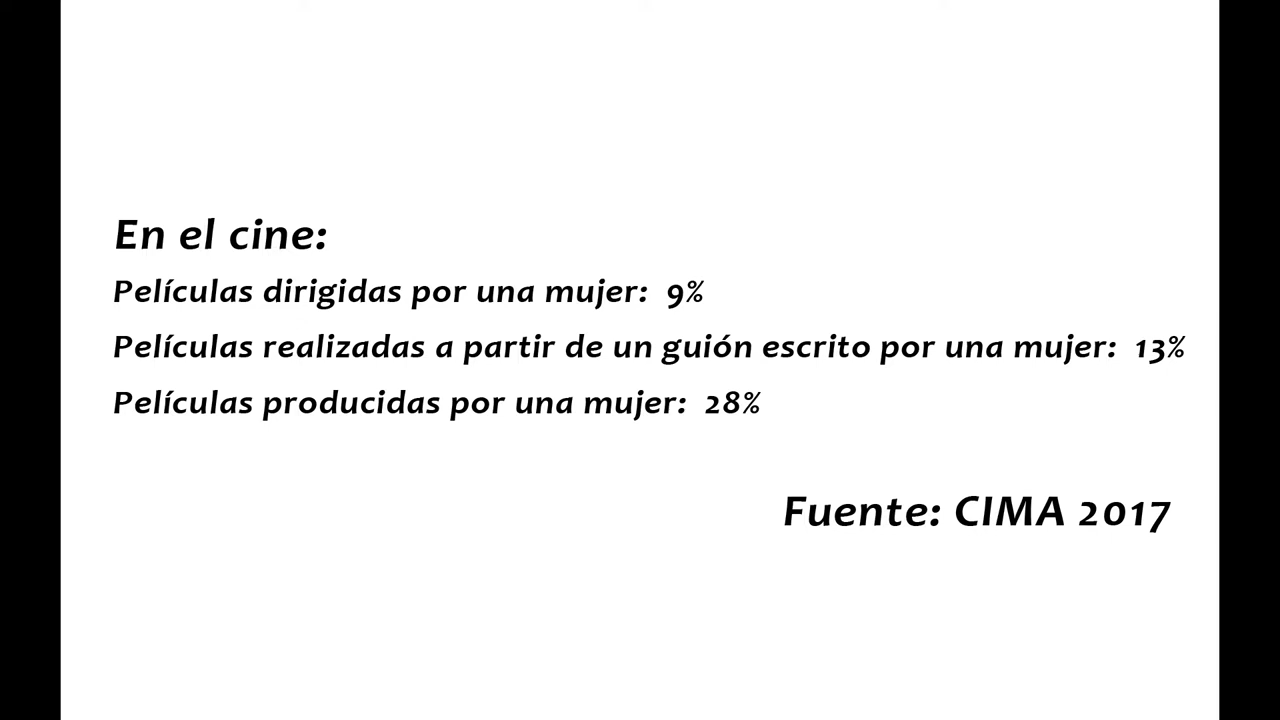 En el cine:
Películas dirigidas por una mujer: 9%
Películas realizadas a partir de un guión escrito por una mujer: 13%
Películas producidas por una mujer: 28%
Fuente: CIMA 2017